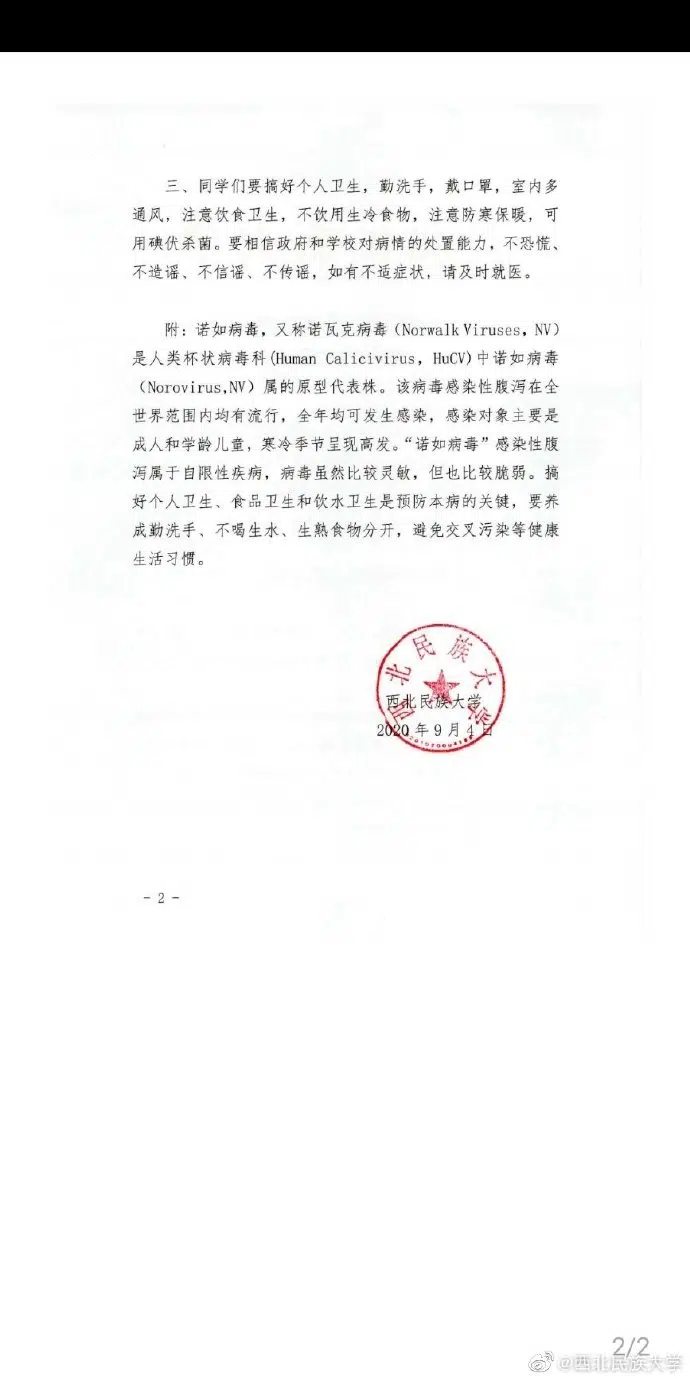 三、同学们要搞好个人卫生，勤洗手，戴口罩，室内多
通风，注意饮食卫生，不饮用生冷食物，注意防寒保暖，可
用碘伏杀菌。要相信政府和学校对病情的处置能力，不恐慌、
不造谣、不信谣、不传谣，如有不适症状，请及时就医。
附：诺如病毒，又称诺瓦克病毒（Norwalk Viruses，NV）
是人类杯状病毒科(Human Calicivirus，HuCV)中诺如病毒
（Norovirus,NV）属的原型代表株。该病毒感染性腹泻在全
世界范围内均有流行，全年均可发生感染，感染对象主要是
成人和学龄儿童，寒冷季节呈现高发。“诺如病毒”感染性腹
泻属于自限性疾病，病毒虽然比较灵敏，但也比较脆弱。搞
好个人卫生、食品卫生和饮水卫生是预防本病的关键，要养
成勤洗手、不喝生水、生熟食物分开，避免交叉污染等健康
生活习惯。
西北民族大学
西北民族大学
2020 年 9 月 4 日
- 2 -
2/2
@西北民族大学